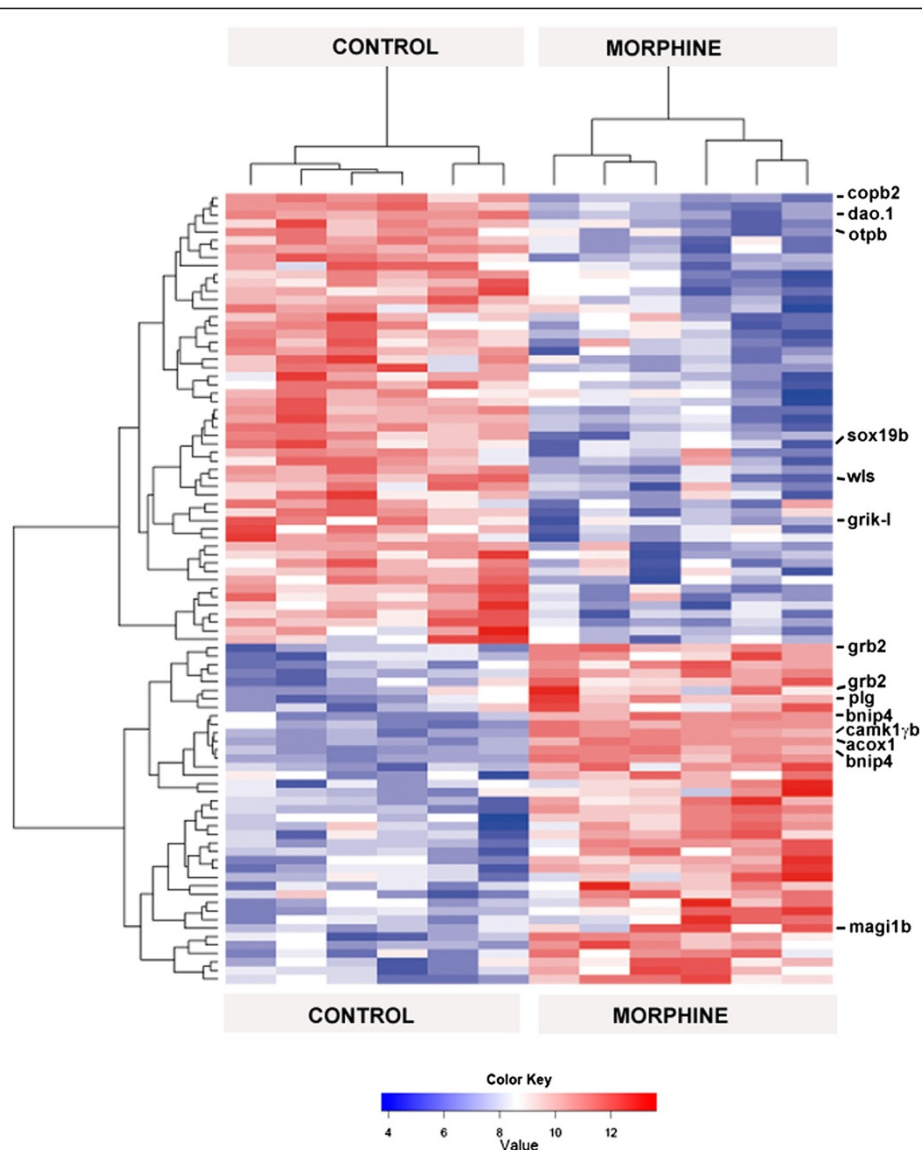 CONTROL MORPHINE
copb2
dao.1
otpb
sox19b
wls
grik-l
grb2
grb2
plg
bnip4
camk1γb
acox1
bnip4
magi1b
CONTROL MORPHINE
Color Key
4 6 8 10 12
Value